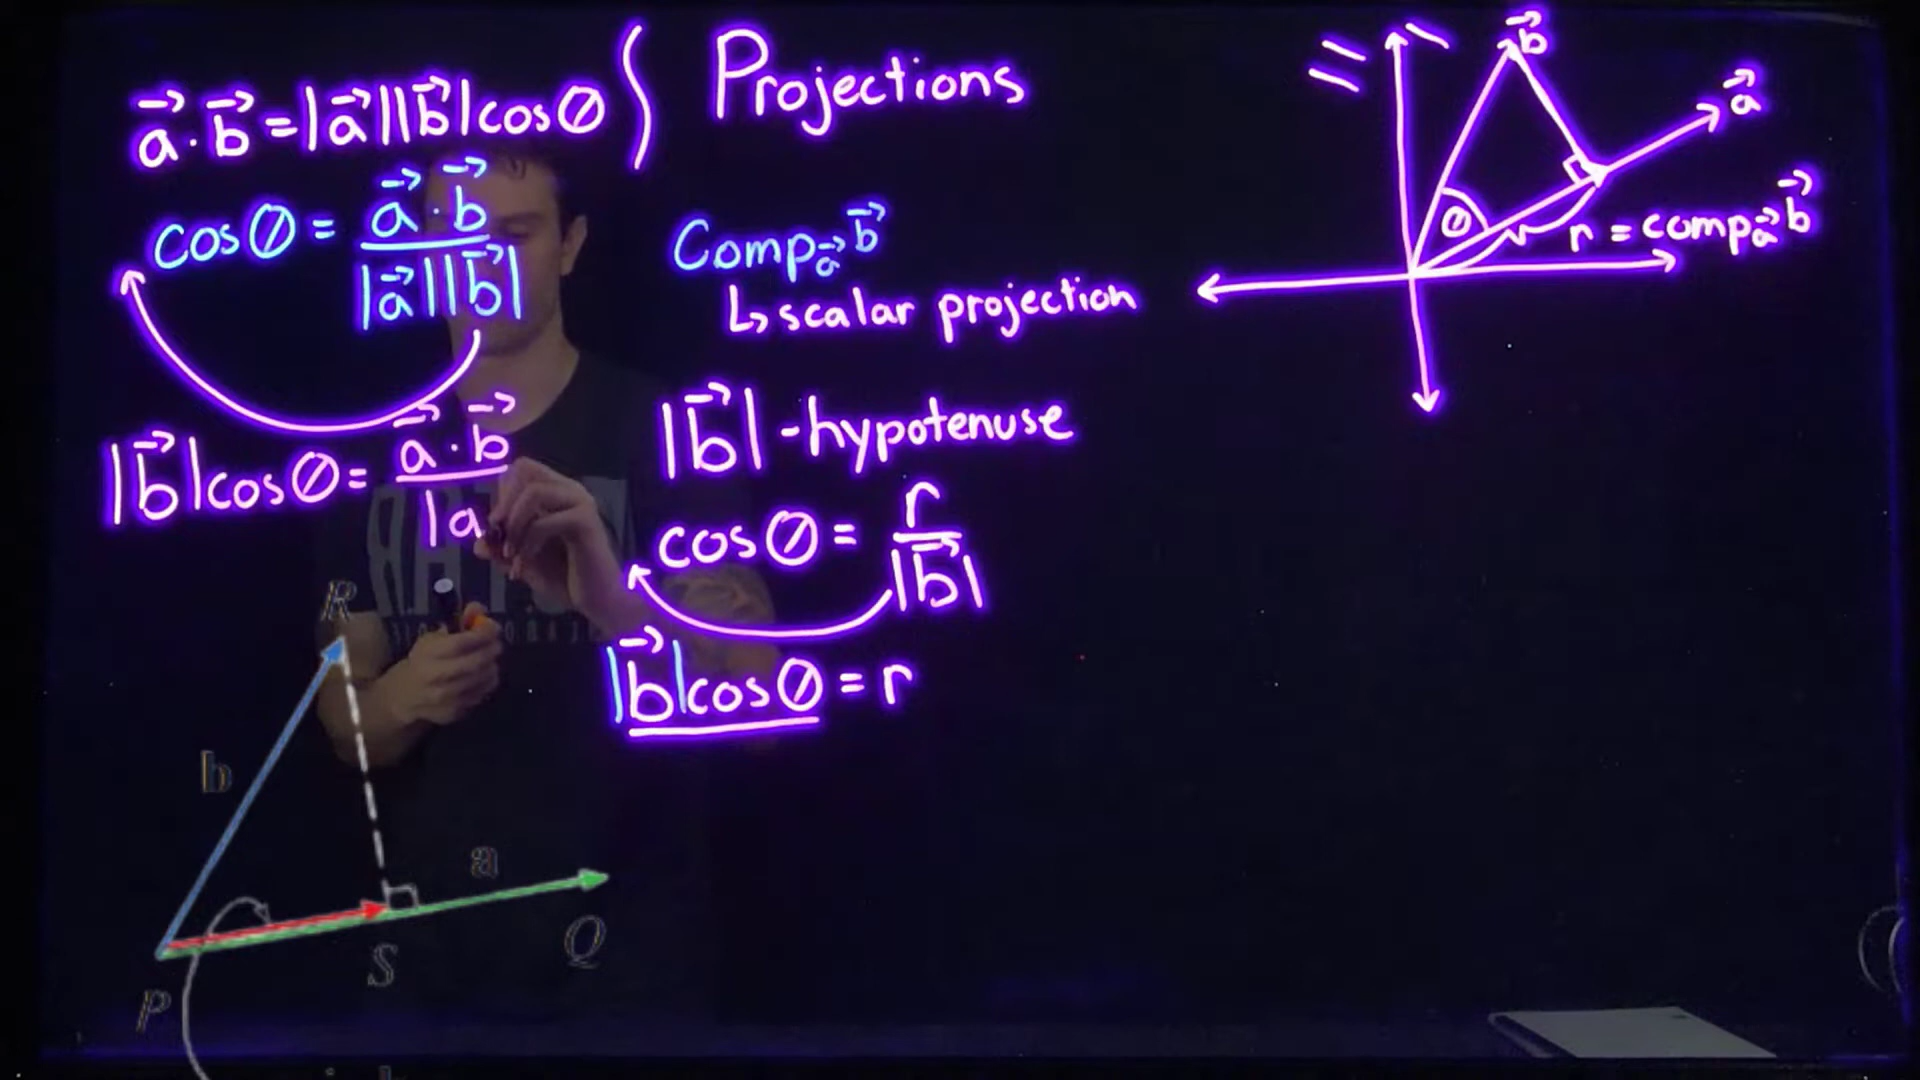 a⃗ · b⃗ = |a⃗||b⃗|cosθ
Projections
cosθ = a⃗ · b⃗ / |a⃗||b⃗|
Comp_a⃗ b⃗
↳ scalar projection
|b⃗|cosθ = a⃗ · b⃗ / |a
|b⃗| - hypotenuse
cosθ = r / |b⃗|
|b⃗|cosθ = r
b⃗
a⃗
θ
r = comp_a⃗ b⃗
R
b
a
S
Q
P